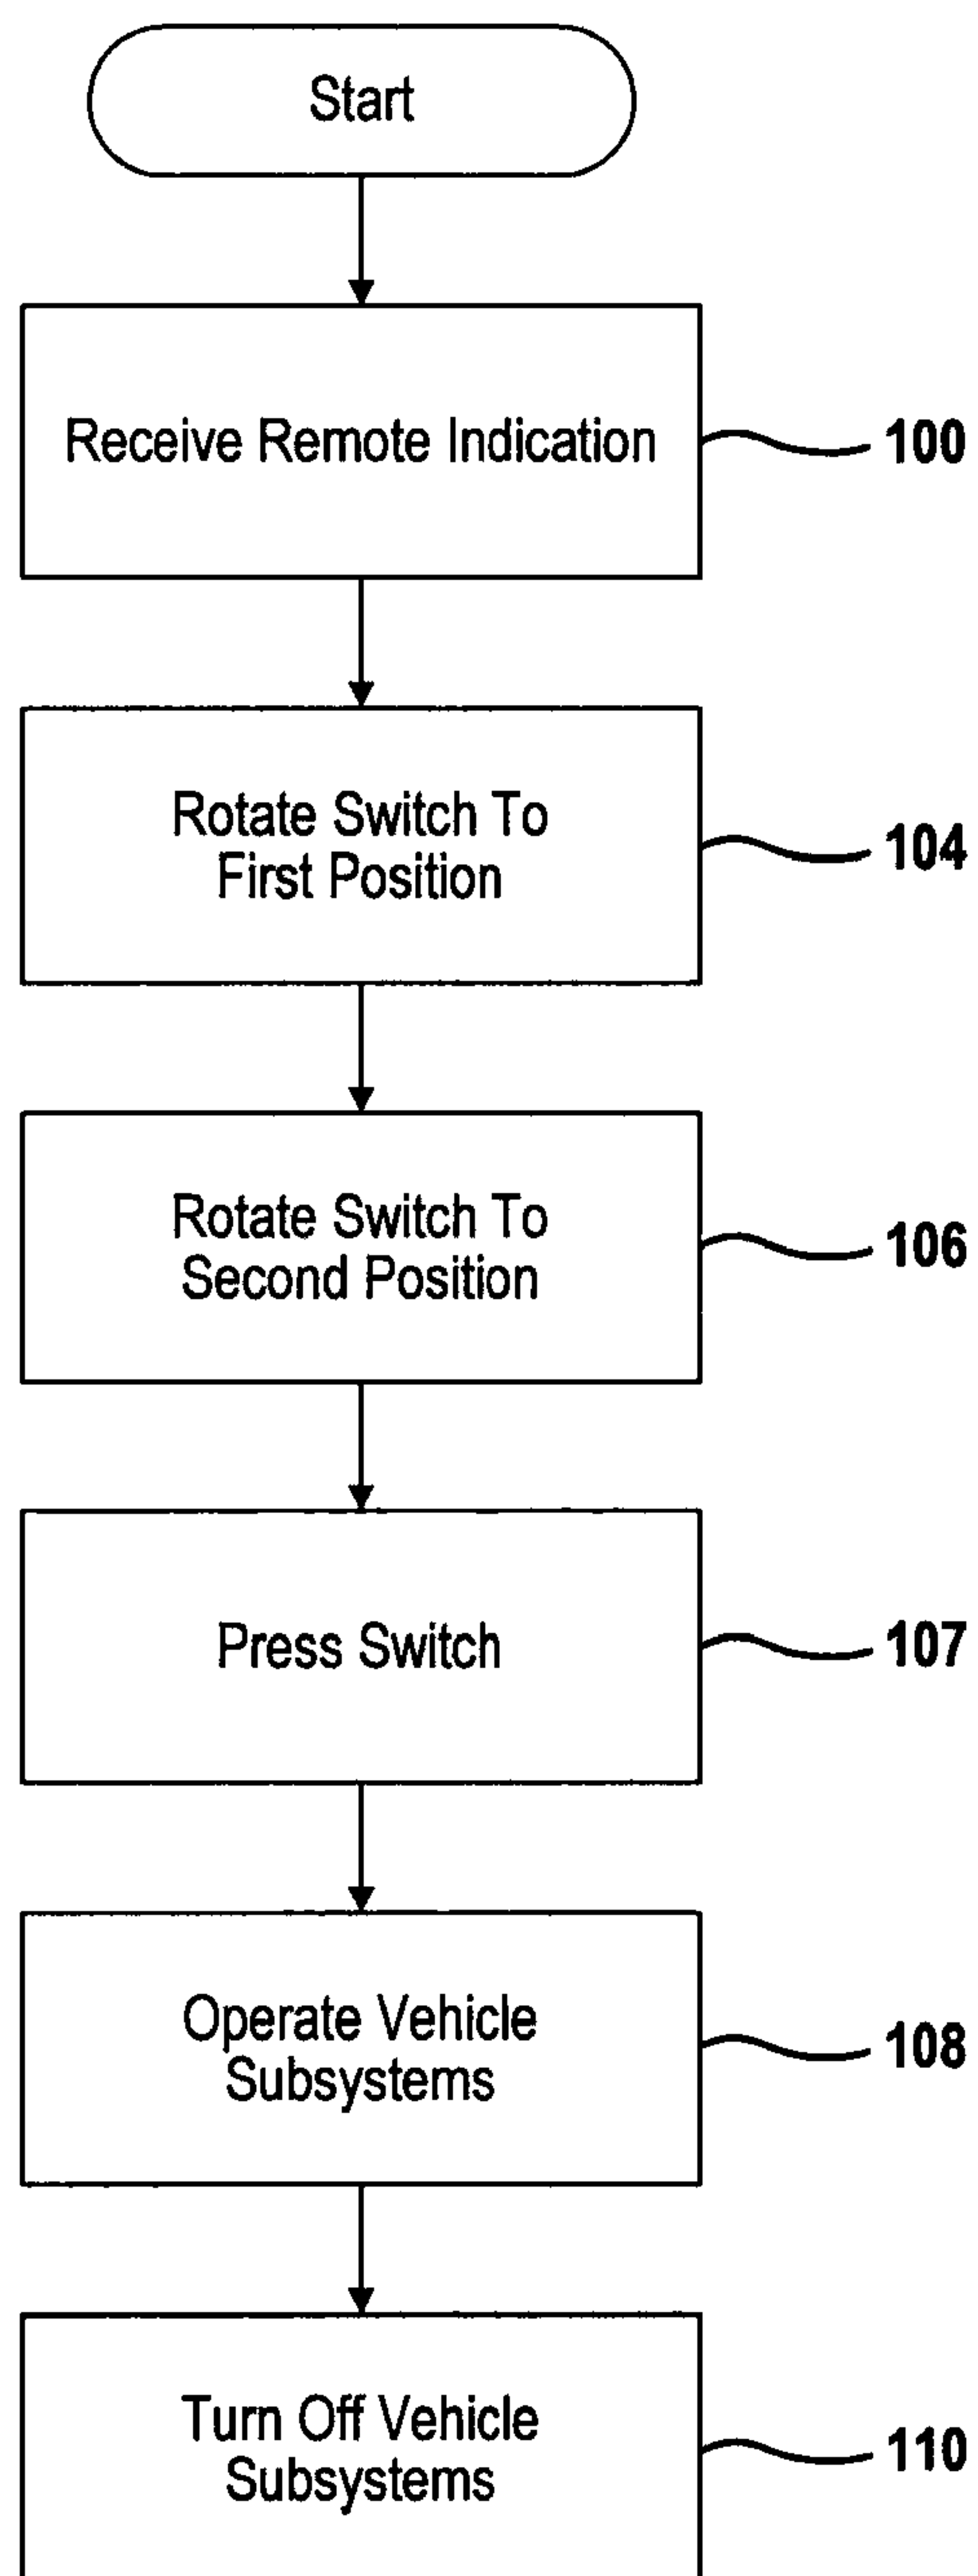 Start
Receive Remote Indication
100
Rotate Switch To
First Position
104
Rotate Switch To
Second Position
106
Press Switch
107
Operate Vehicle
Subsystems
108
Turn Off Vehicle
Subsystems
110